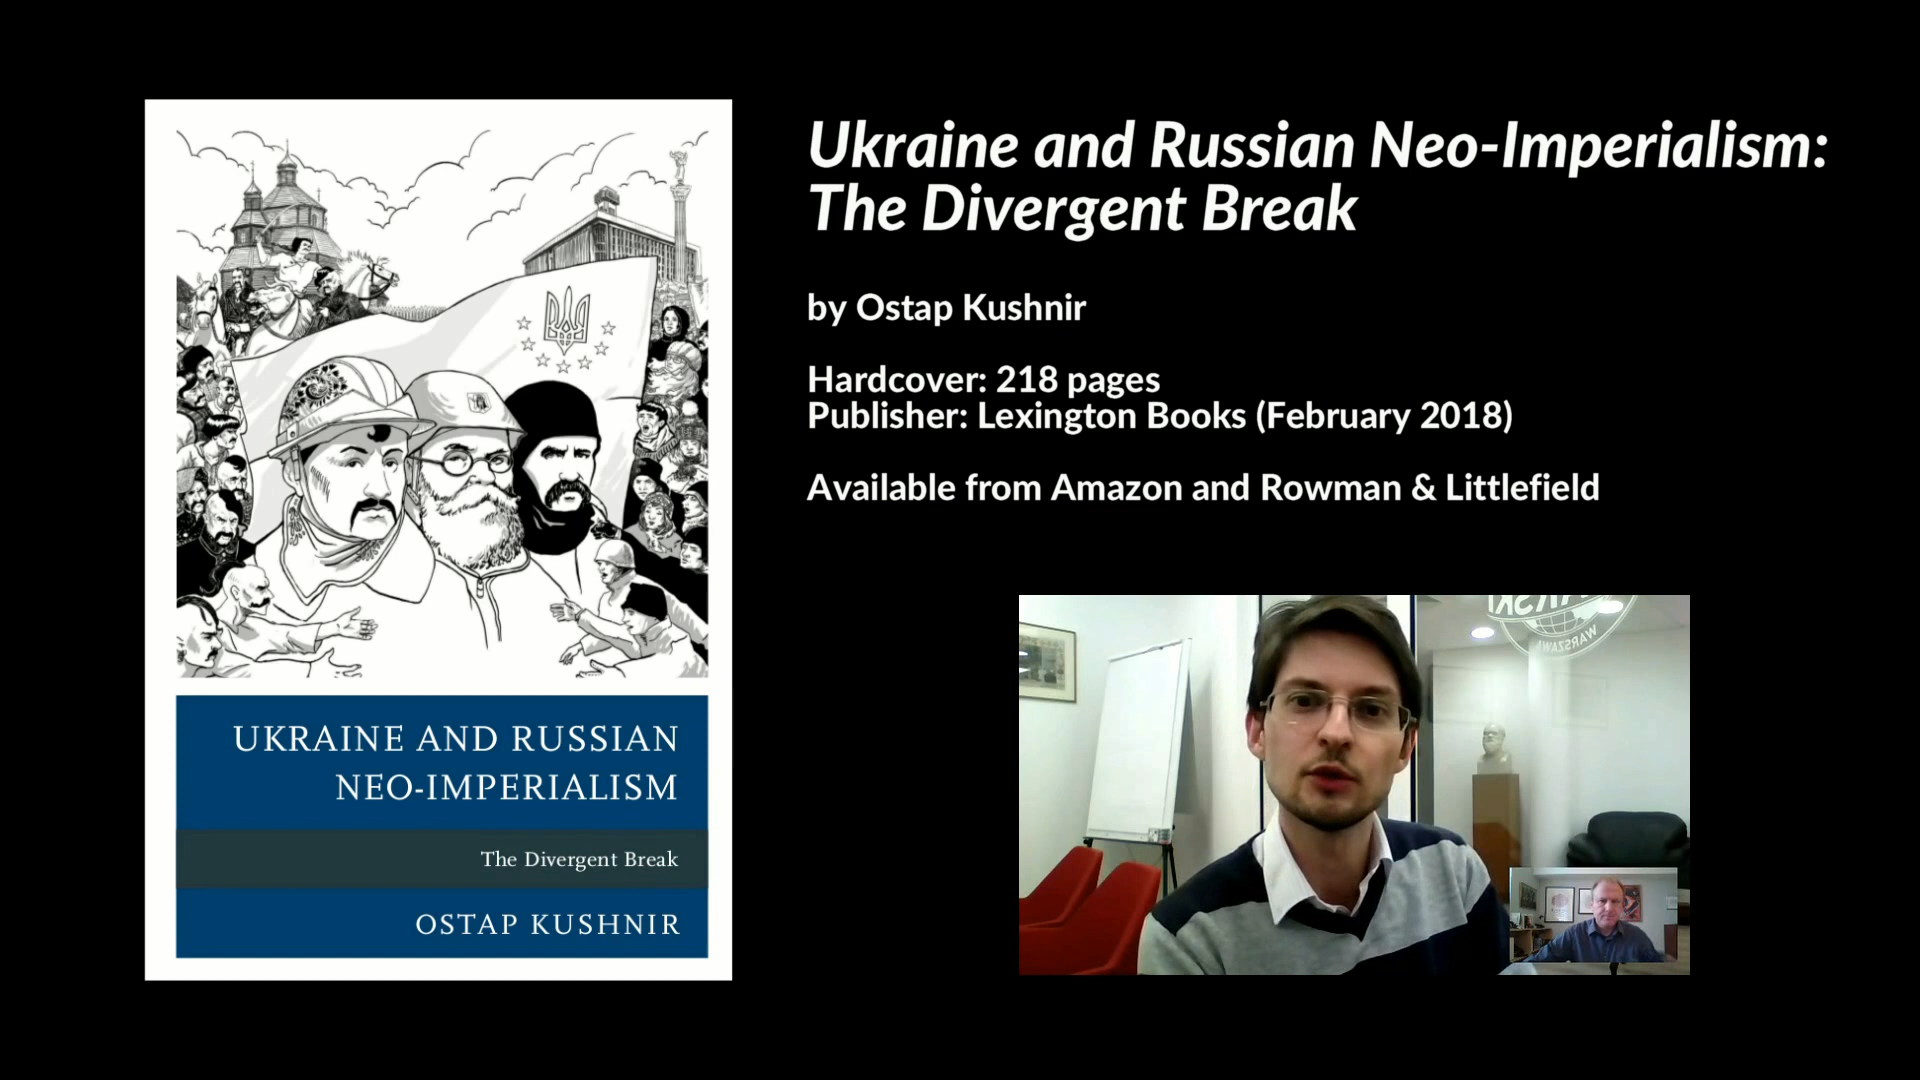 Ukraine and Russian Neo-Imperialism:
The Divergent Break
by Ostap Kushnir
Hardcover: 218 pages
Publisher: Lexington Books (February 2018)
Available from Amazon and Rowman & Littlefield
UKRAINE AND RUSSIAN
NEO-IMPERIALISM
The Divergent Break
OSTAP KUSHNIR
WARSZAWA